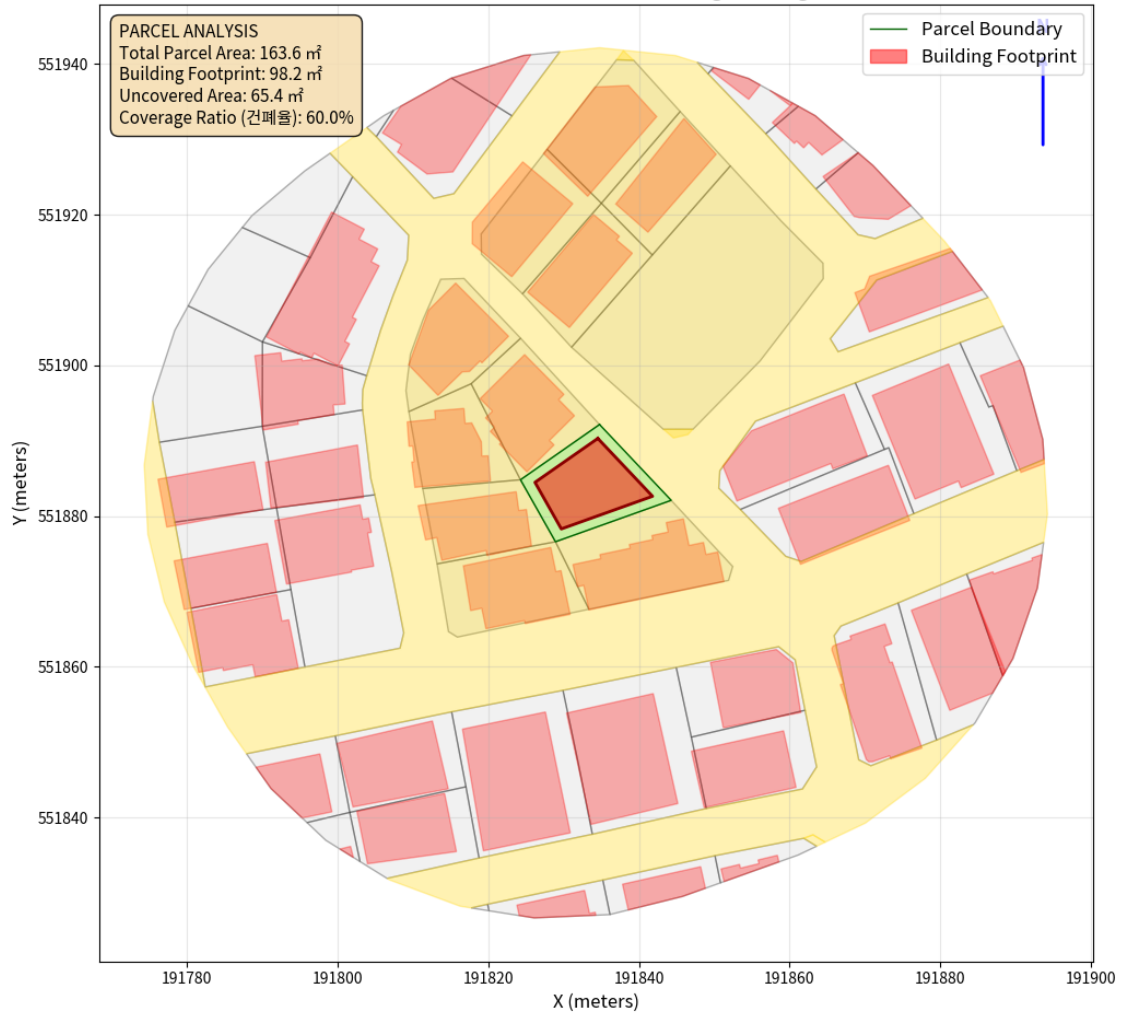 PARCEL ANALYSIS
Total Parcel Area: 163.6 ㎡
Building Footprint: 98.2 ㎡
Uncovered Area: 65.4 ㎡
Coverage Ratio (건폐율): 60.0%
Parcel Boundary
Building Footprint
N
551940
551920
551900
551880
551860
551840
Y (meters)
191780
191800
191820
191840
191860
191880
191900
X (meters)